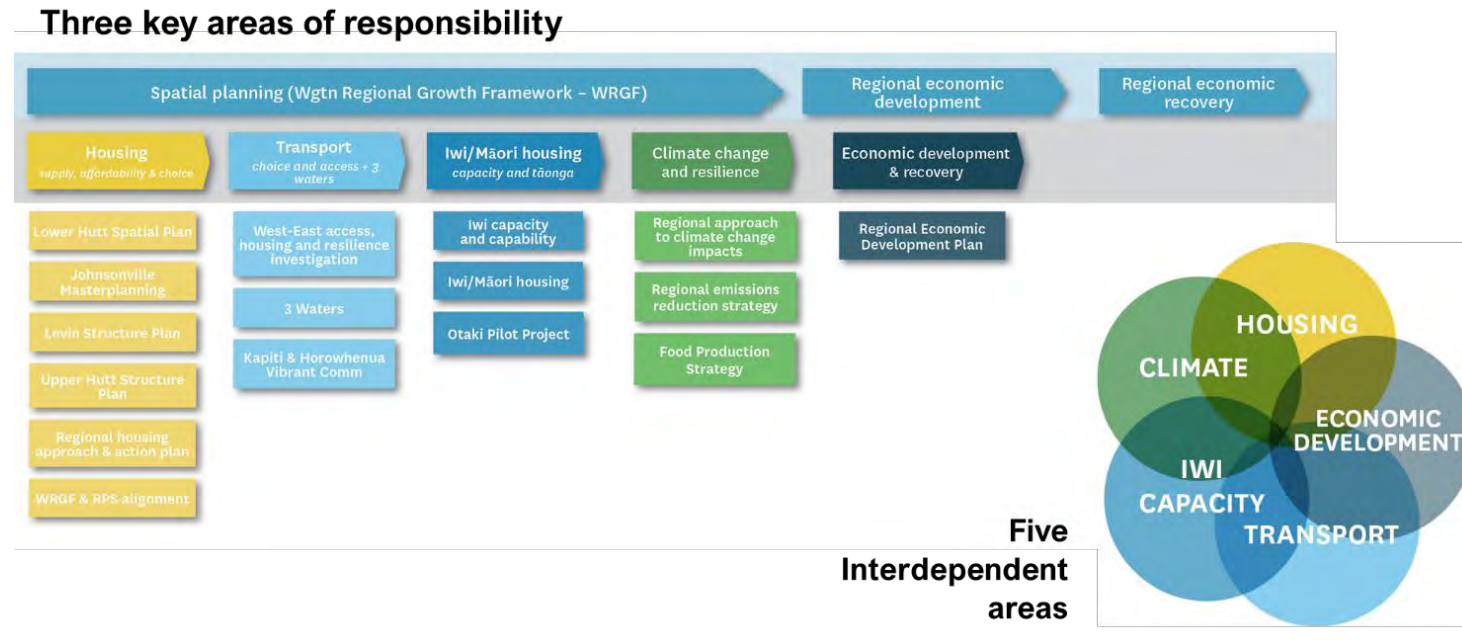 Three key areas of responsibility
Spatial planning (Wgtn Regional Growth Framework – WRGF)
Regional economic
development
Regional economic
recovery
Housing
supply, affordability & choice
Transport
choice and access + 3
waters
Iwi/Māori housing
capacity and tāonga
Climate change
and resilience
Economic development
& recovery
Lower Hutt Spatial Plan
Johnsonville
Masterplanning
Levin Structure Plan
Upper Hutt Structure
Plan
Regional housing
approach & action plan
WRGF & RPS alignment
West-East access,
housing and resilience
investigation
3 Waters
Kapiti & Horowhenua
Vibrant Comm
Iwi capacity
and capability
Iwi/Māori housing
Otaki Pilot Project
Regional approach
to climate change
impacts
Regional emissions
reduction strategy
Food Production
Strategy
Regional Economic
Development Plan
HOUSING
CLIMATE
ECONOMIC
DEVELOPMENT
IWI
CAPACITY
TRANSPORT
Five
Interdependent
areas